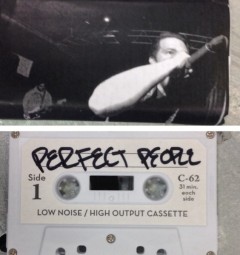 PERFECT PEOPLE
Side
1
C-62
31 min.
each
side
LOW NOISE / HIGH OUTPUT CASSETTE